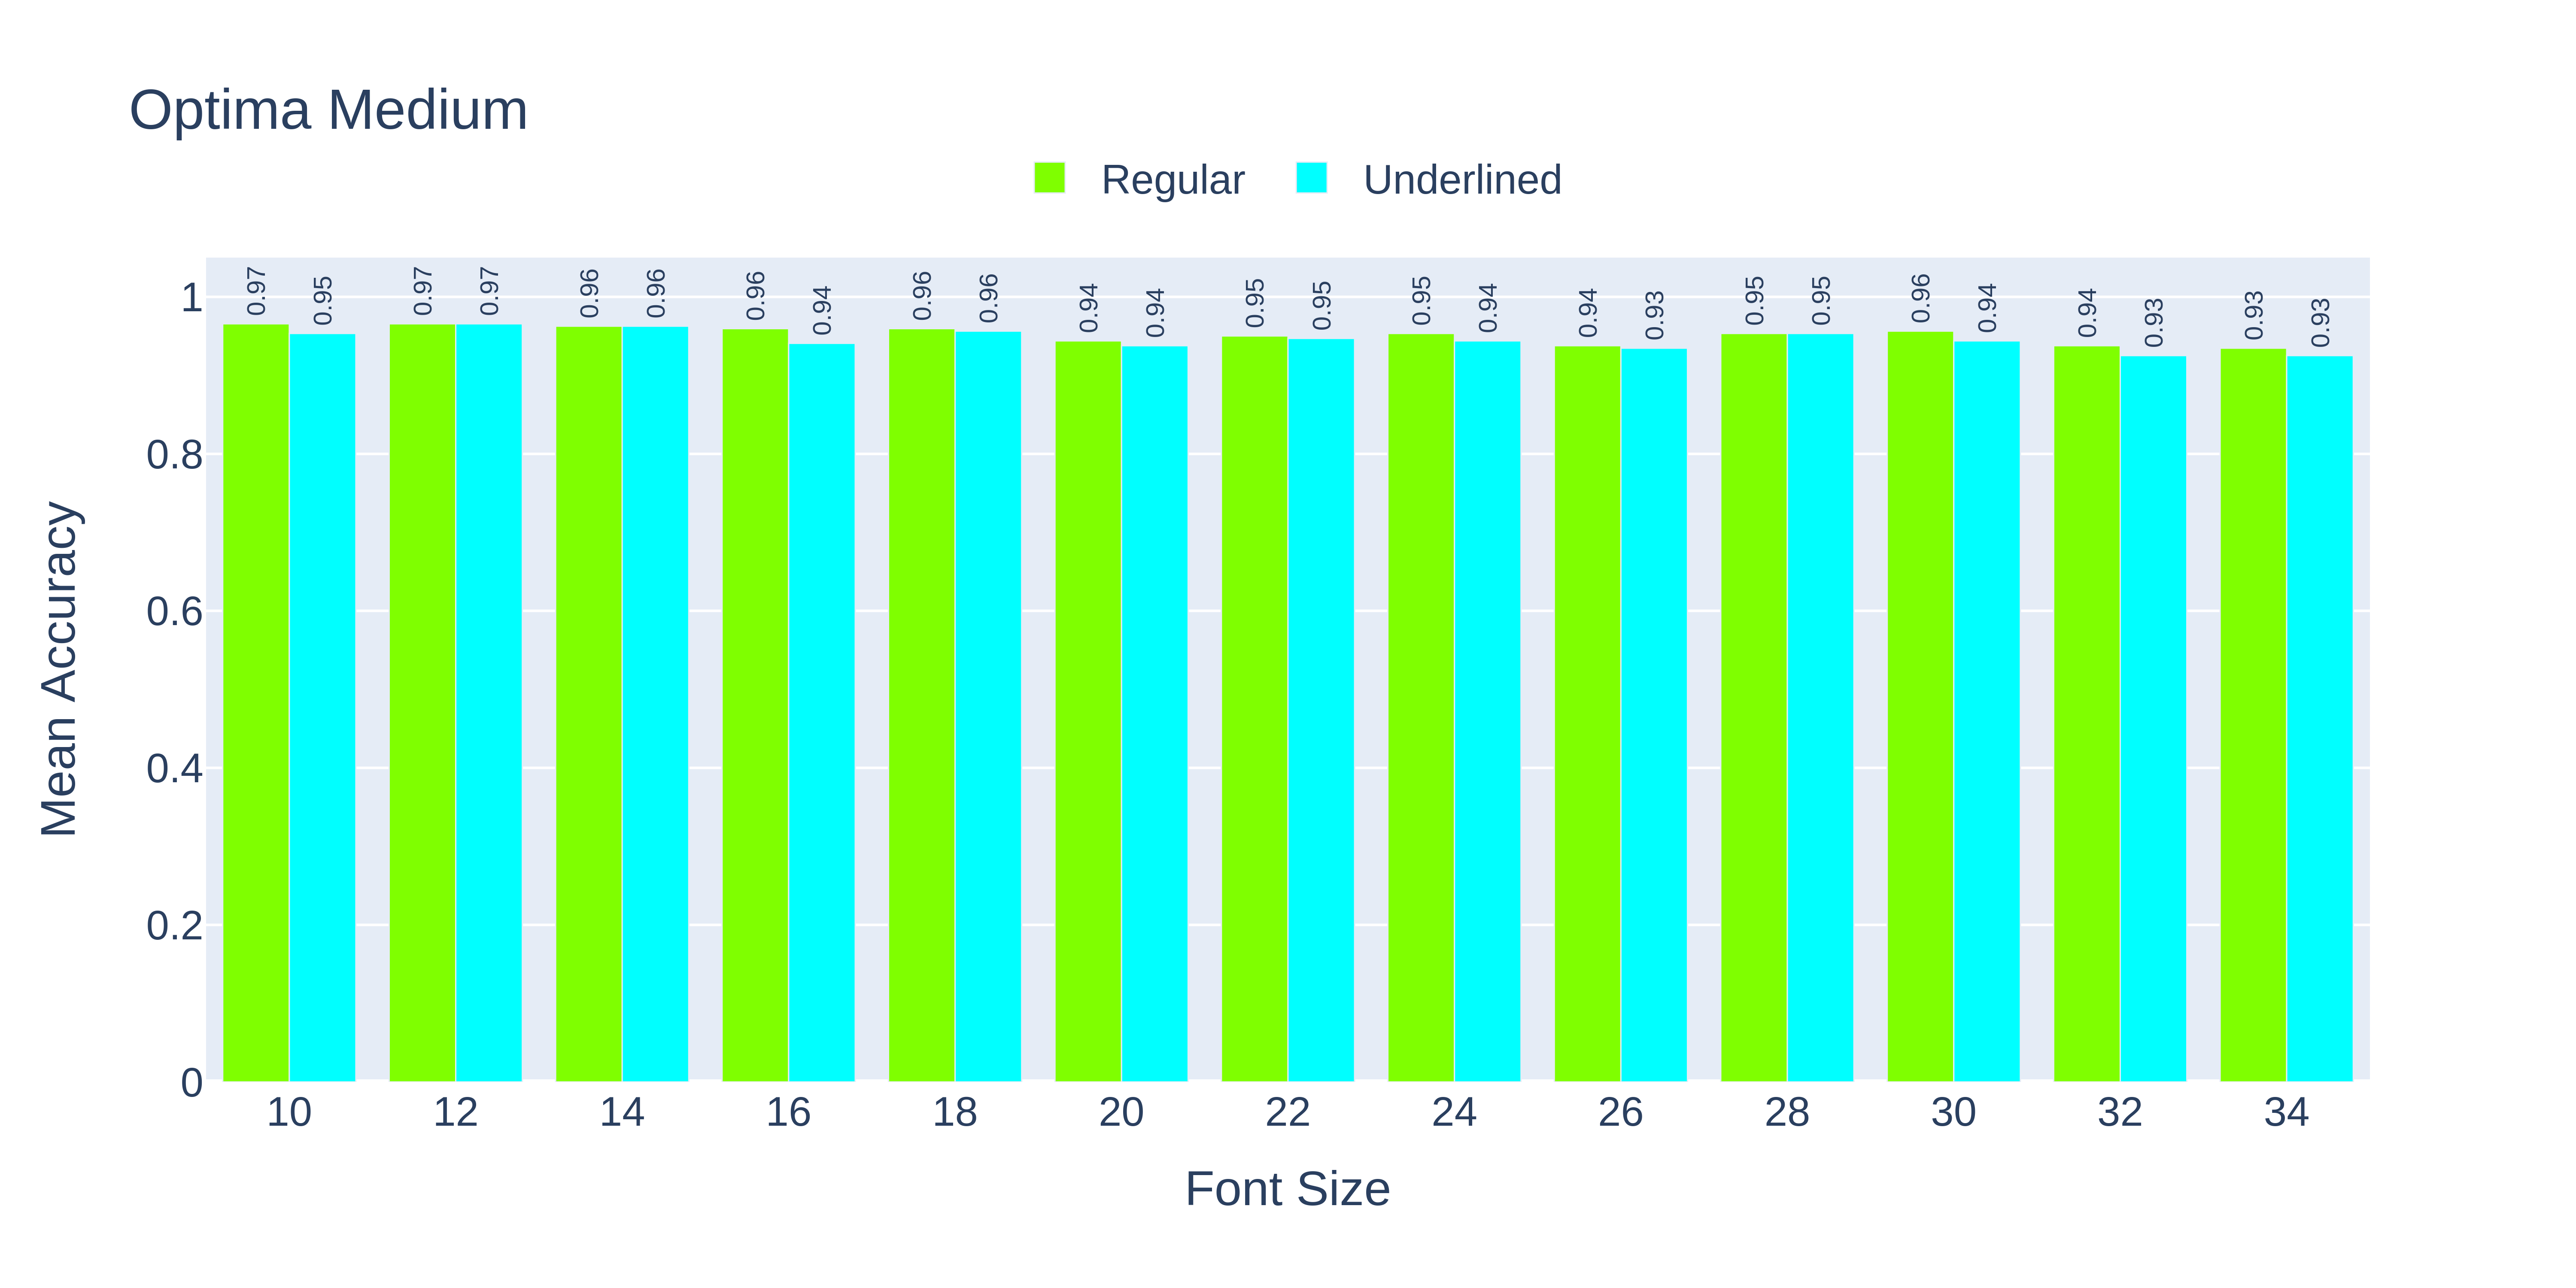 Optima Medium
Regular Underlined
0.97 0.95 0.97 0.97 0.96 0.96 0.96 0.94 0.96 0.96 0.94 0.94 0.95 0.95 0.95 0.94 0.94 0.93 0.95 0.95 0.96 0.94 0.94 0.93 0.93 0.93
1
0.8
0.6
0.4
0.2
0
Mean Accuracy
10 12 14 16 18 20 22 24 26 28 30 32 34
Font Size